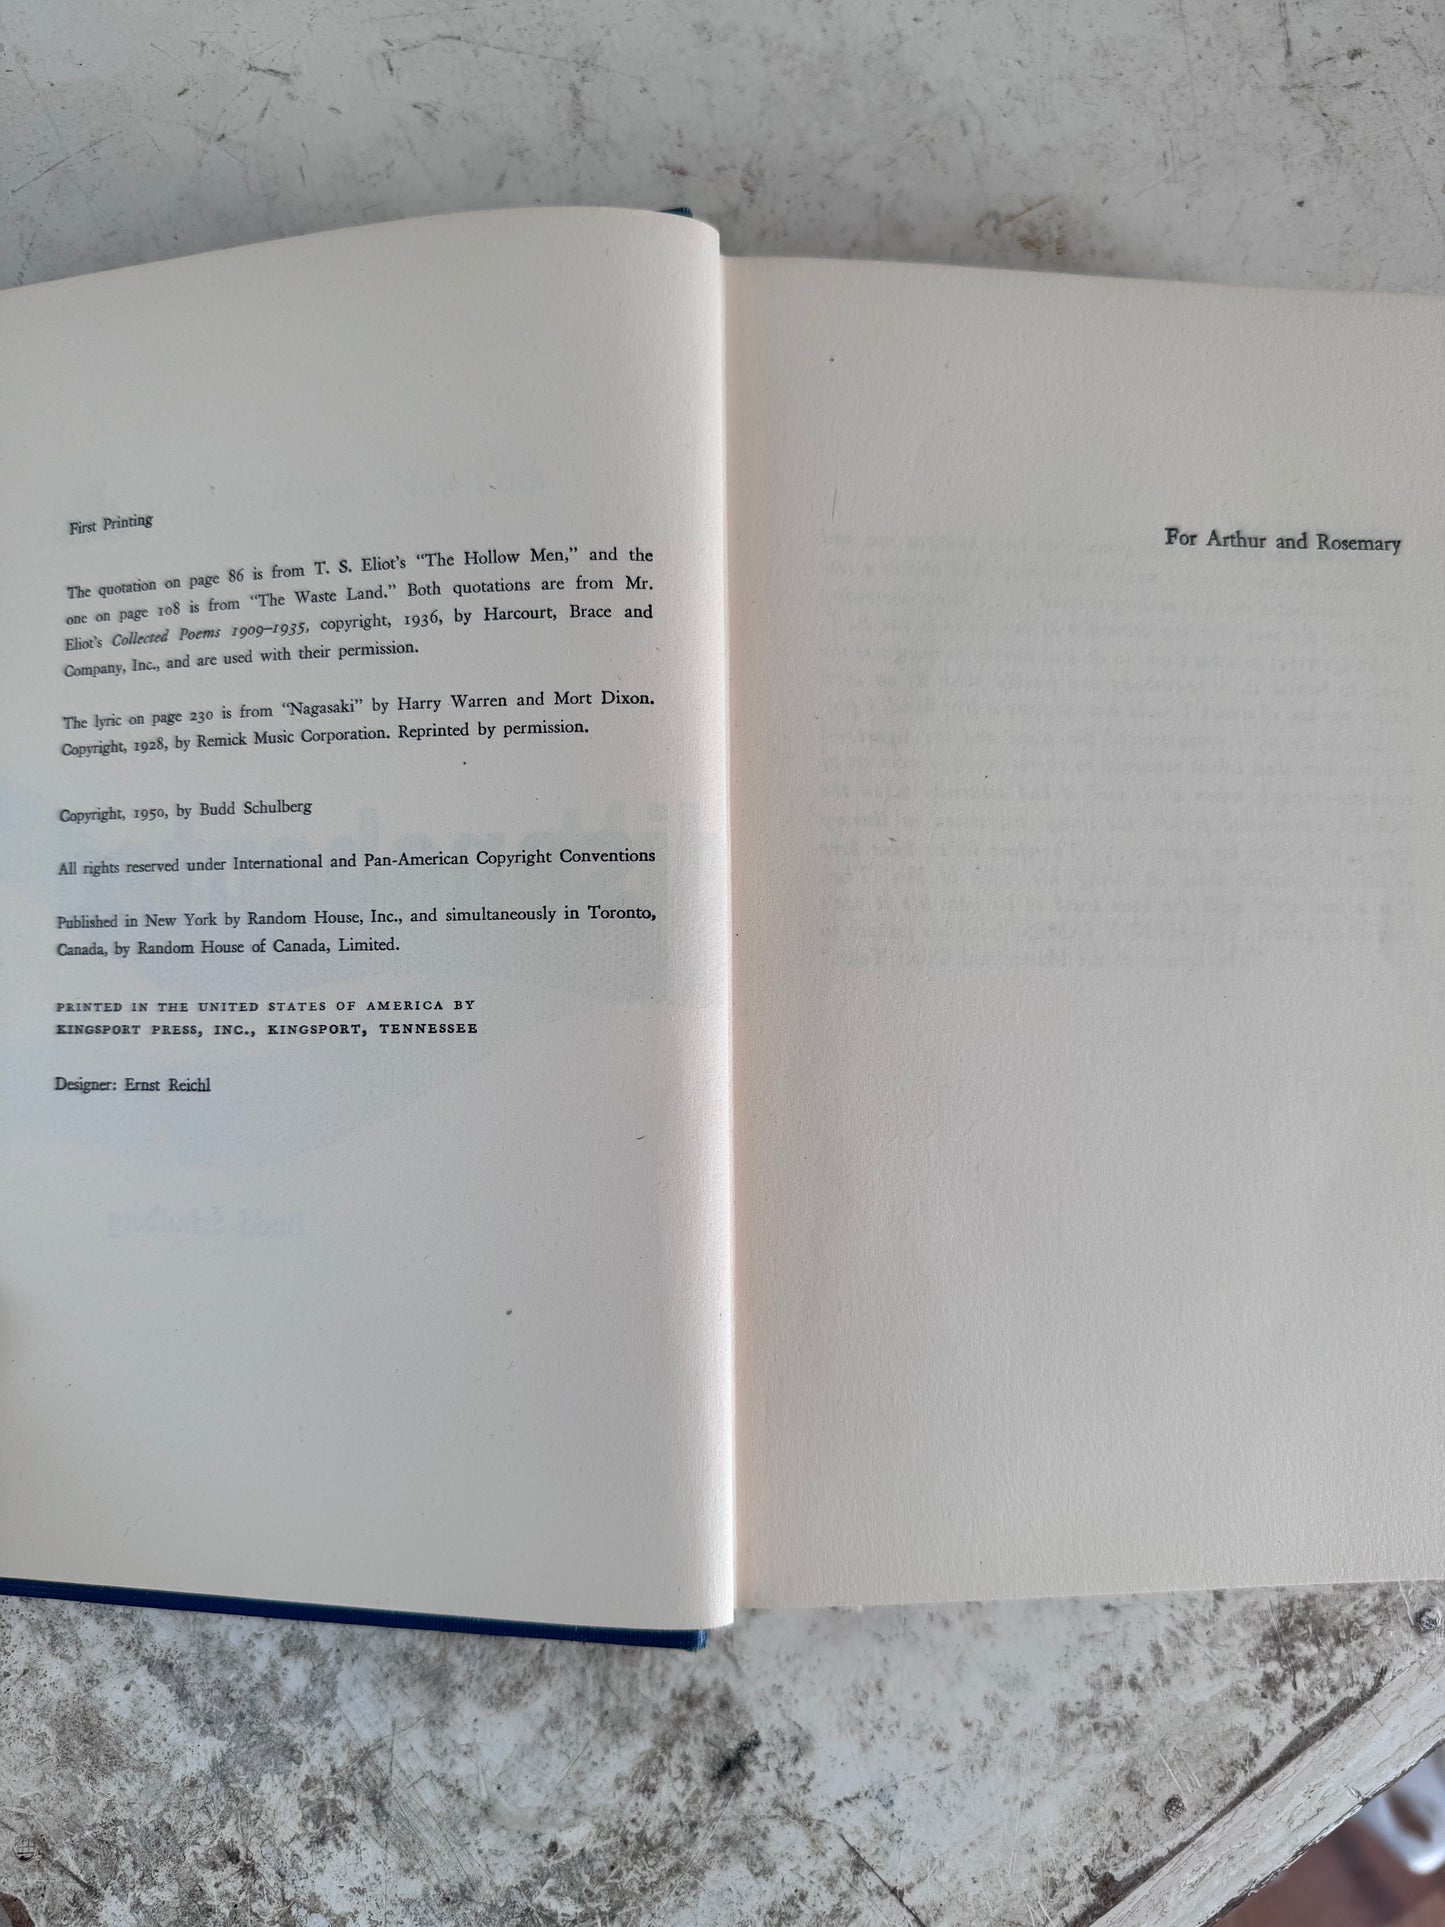 First Printing
The quotation on page 86 is from T. S. Eliot's “The Hollow Men,” and the
one on page 108 is from “The Waste Land.” Both quotations are from Mr.
Eliot's Collected Poems 1909–1935, copyright, 1936, by Harcourt, Brace and
Company, Inc., and are used with their permission.
The lyric on page 230 is from “Nagasaki” by Harry Warren and Mort Dixon.
Copyright, 1928, by Remick Music Corporation. Reprinted by permission.
Copyright, 1950, by Budd Schulberg
All rights reserved under International and Pan-American Copyright Conventions
Published in New York by Random House, Inc., and simultaneously in Toronto,
Canada, by Random House of Canada, Limited.
PRINTED IN THE UNITED STATES OF AMERICA BY
KINGSPORT PRESS, INC., KINGSPORT, TENNESSEE
Designer: Ernst Reichl
For Arthur and Rosemary